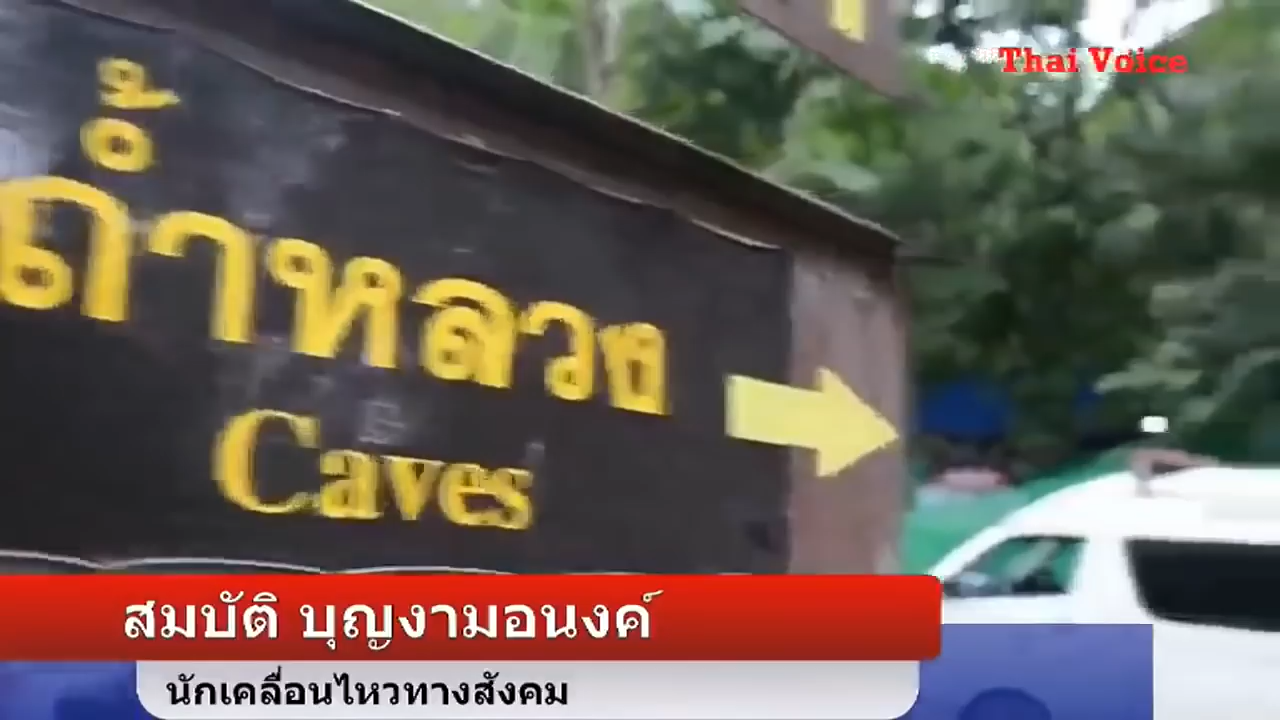 Thai Voice
ถ้ำหลวง
Caves
สมบัติ บุญงามอนงค์
นักเคลื่อนไหวทางสังคม